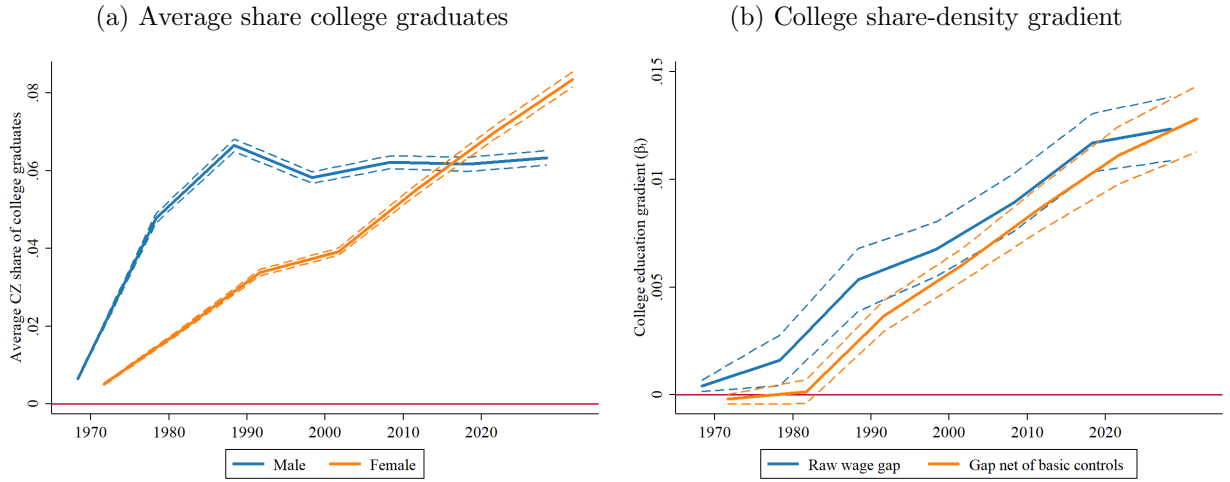 (a) Average share college graduates
Average CZ share of college graduates
.08
.06
.04
.02
0
1970 1980 1990 2000 2010 2020
Male Female
(b) College share-density gradient
College education gradient (βₜ)
.015
.01
.005
0
1970 1980 1990 2000 2010 2020
Raw wage gap Gap net of basic controls